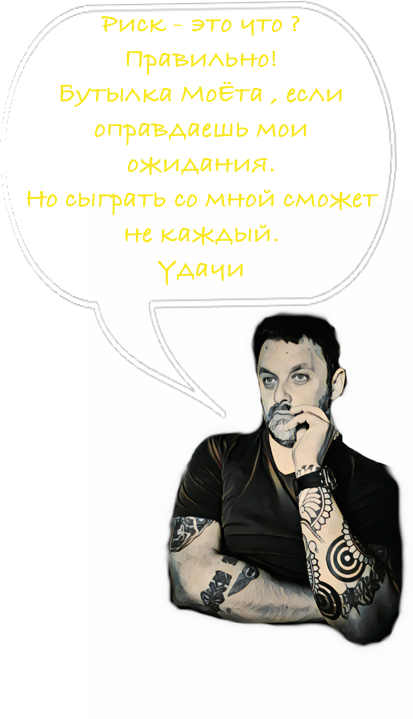 Риск - это что ?
Правильно!
Бутылка МоЁта , если
оправдаешь мои
ожидания.
Но сыграть со мной сможет
не каждый.
Удачи